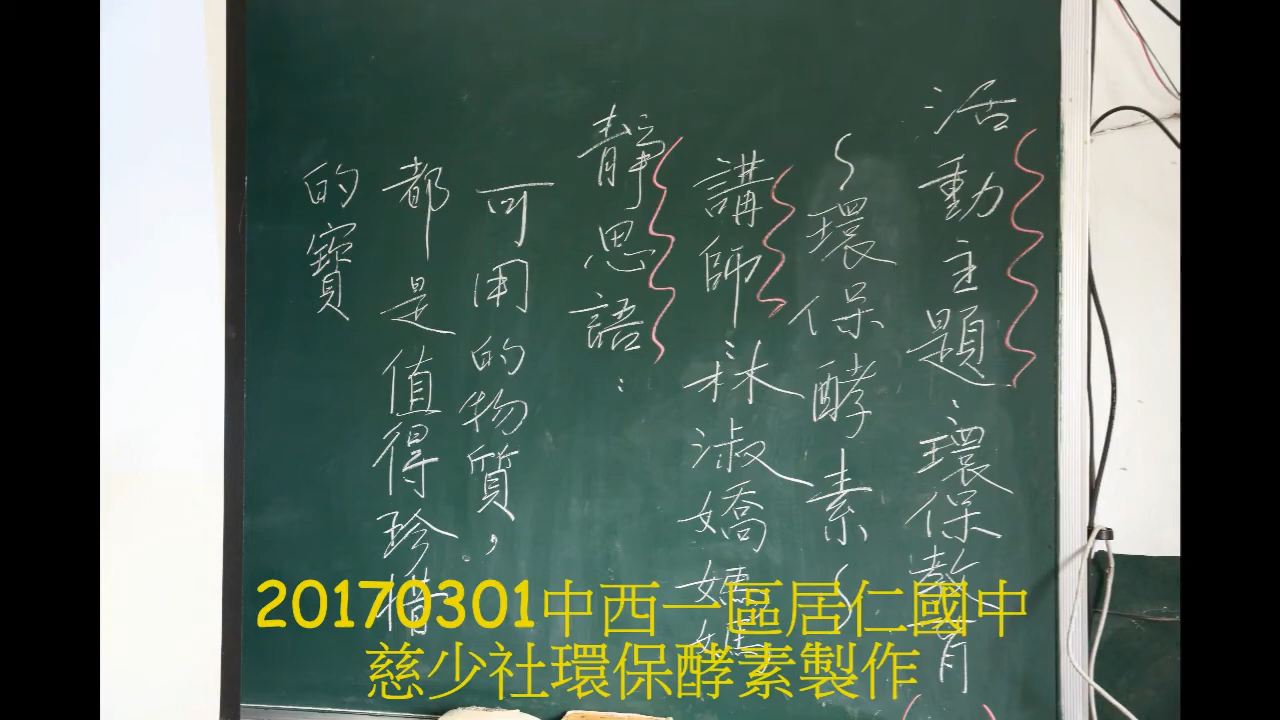 活動主題:環保教育
~環保酵素~
講師:林淑嬌媽媽
靜思語:
可用的物質,
都是值得珍惜
的寶
20170301中西一區居仁國中
慈少社環保酵素製作